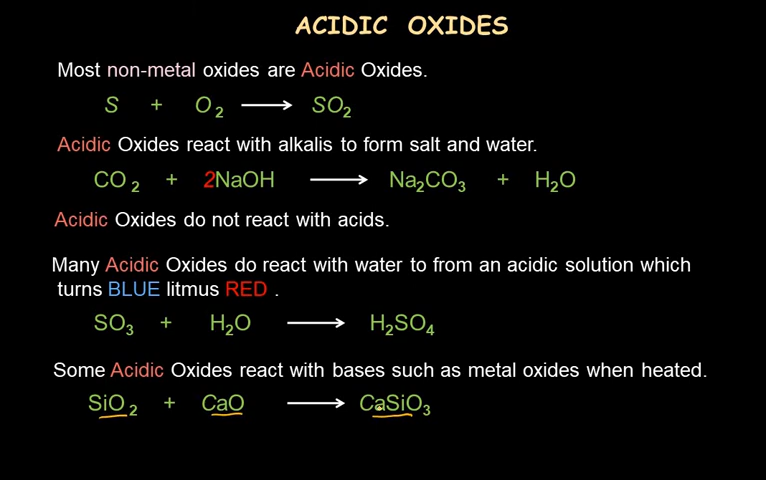 ACIDIC OXIDES
Most non-metal oxides are Acidic Oxides.
S + O₂ ⟶ SO₂
Acidic Oxides react with alkalis to form salt and water.
CO₂ + 2NaOH ⟶ Na₂CO₃ + H₂O
Acidic Oxides do not react with acids.
Many Acidic Oxides do react with water to from an acidic solution which
turns BLUE litmus RED .
SO₃ + H₂O ⟶ H₂SO₄
Some Acidic Oxides react with bases such as metal oxides when heated.
SiO₂ + CaO ⟶ CaSiO₃